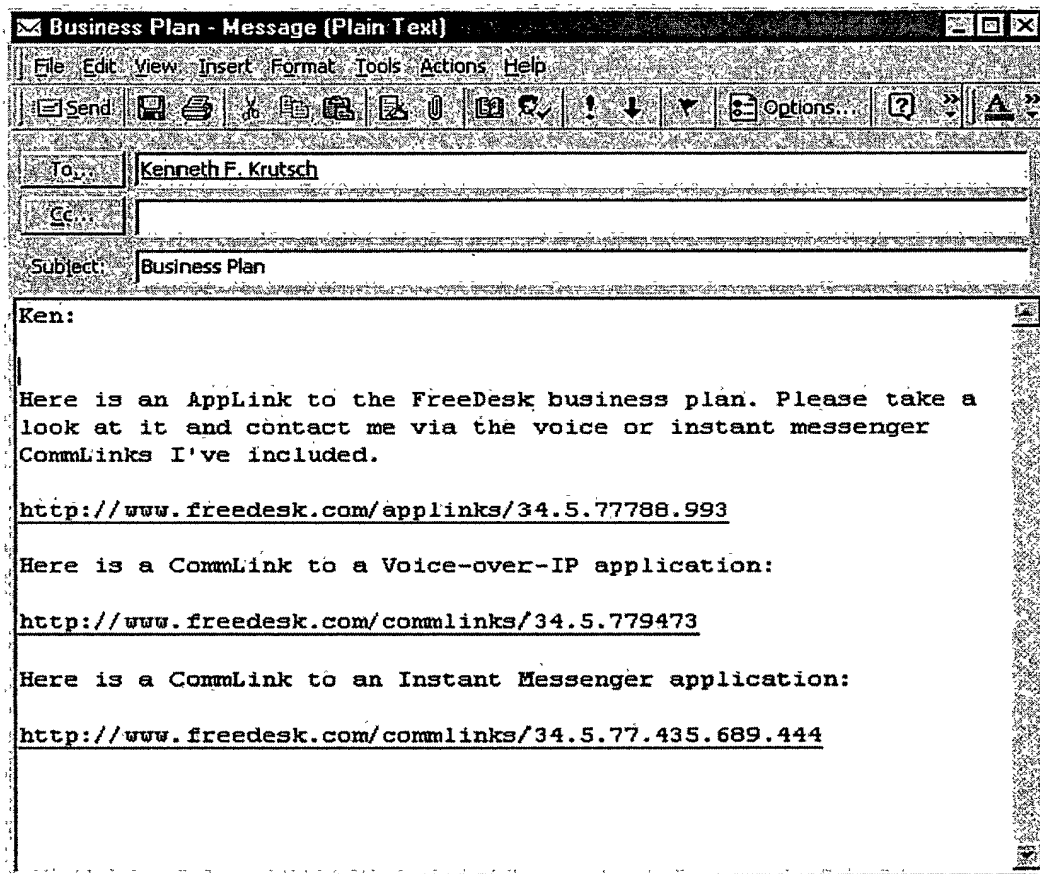 Business Plan - Message (Plain Text)
File Edit View Insert Format Tools Actions Help
Send Options...
To... Kenneth F. Krutsch
Cc...
Subject: Business Plan
Ken:
Here is an AppLink to the FreeDesk business plan. Please take a
look at it and contact me via the voice or instant messenger
CommLinks I've included.
http://www.freedesk.com/applinks/34.5.77788.993
Here is a CommLink to a Voice-over-IP application:
http://www.freedesk.com/commlinks/34.5.779473
Here is a CommLink to an Instant Messenger application:
http://www.freedesk.com/commlinks/34.5.77.435.689.444